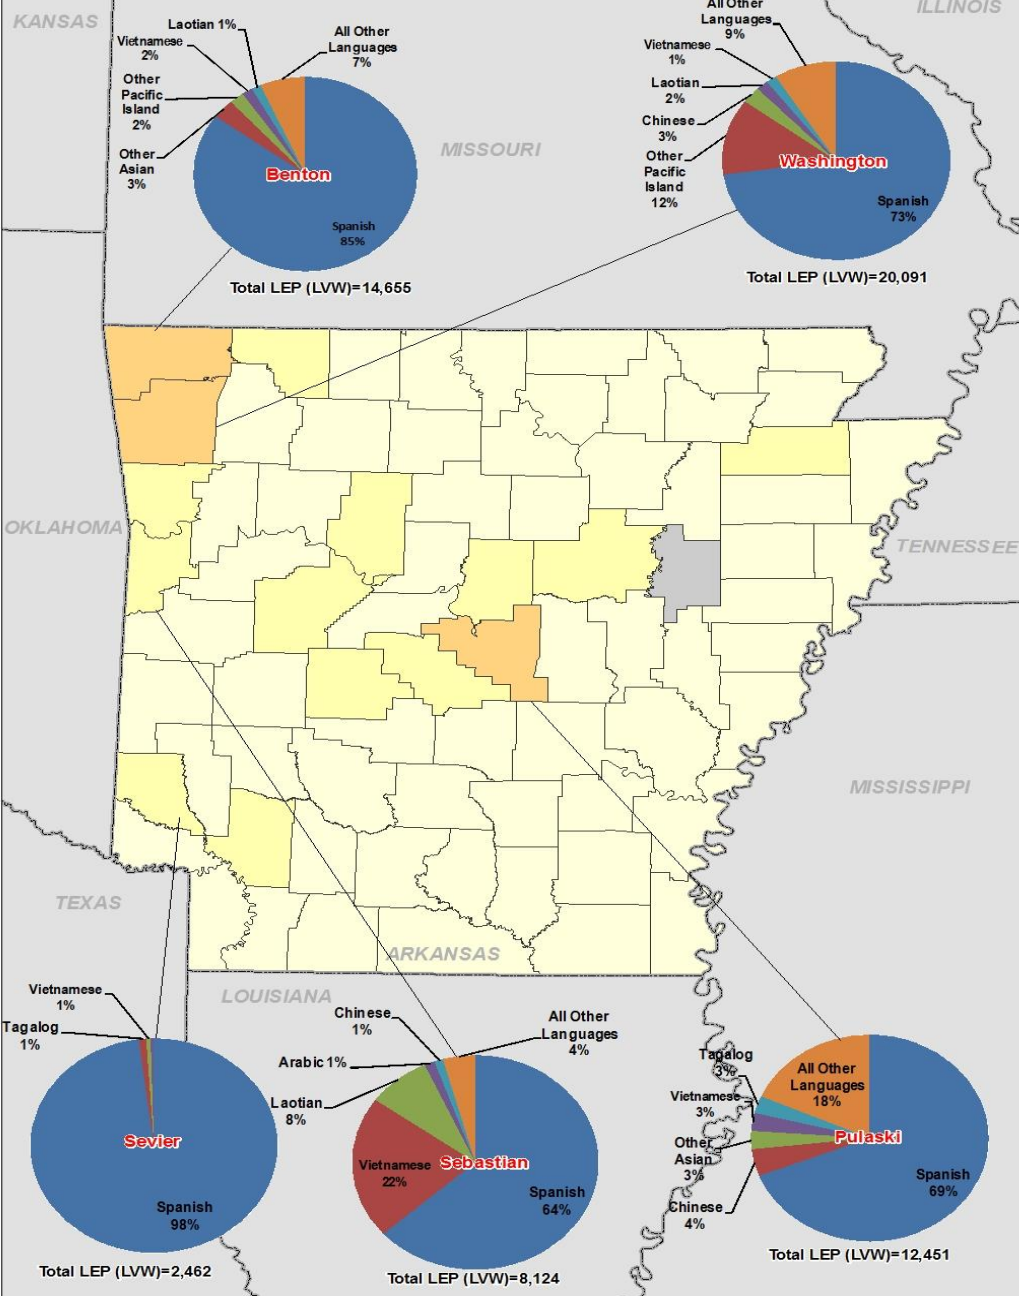 KANSAS
ILLINOIS
Laotian 1%
Vietnamese
2%
All Other
Languages
7%
Other
Pacific
Island
2%
Other
Asian
3%
Benton
Spanish
85%
Total LEP (LVW)=14,655
MISSOURI
All Other
Languages
9%
Vietnamese
1%
Laotian
2%
Chinese
3%
Other
Pacific
Island
12%
Washington
Spanish
73%
Total LEP (LVW)=20,091
OKLAHOMA
TENNESSEE
MISSISSIPPI
TEXAS
ARKANSAS
LOUISIANA
Vietnamese
1%
Tagalog
1%
Sevier
Spanish
98%
Total LEP (LVW)=2,462
Chinese
1%
All Other
Languages
4%
Arabic 1%
Laotian
8%
Vietnamese
22%
Sebastian
Spanish
64%
Total LEP (LVW)=8,124
Tagalog
3%
All Other
Languages
18%
Vietnamese
3%
Other
Asian
3%
Chinese
4%
Pulaski
Spanish
69%
Total LEP (LVW)=12,451